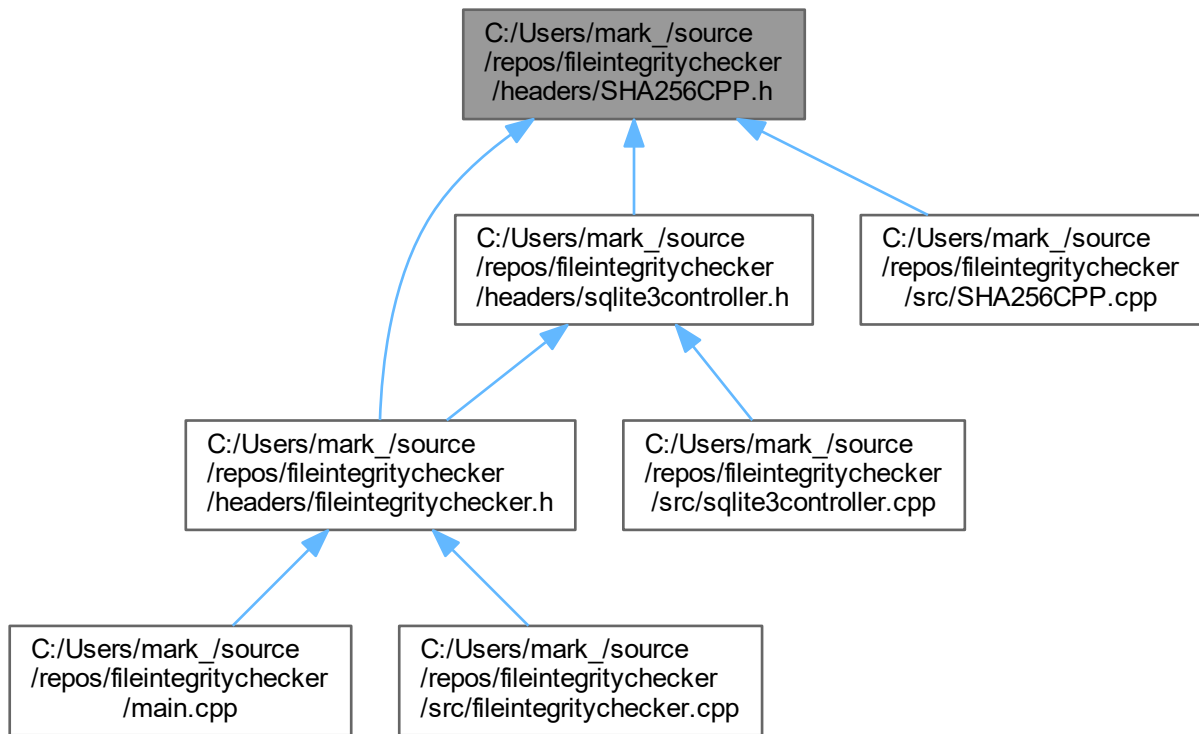 C:/Users/mark_/source
/repos/fileintegritychecker
/headers/SHA256CPP.h
C:/Users/mark_/source
/repos/fileintegritychecker
/headers/sqlite3controller.h
C:/Users/mark_/source
/repos/fileintegritychecker
/src/SHA256CPP.cpp
C:/Users/mark_/source
/repos/fileintegritychecker
/headers/fileintegritychecker.h
C:/Users/mark_/source
/repos/fileintegritychecker
/src/sqlite3controller.cpp
C:/Users/mark_/source
/repos/fileintegritychecker
/main.cpp
C:/Users/mark_/source
/repos/fileintegritychecker
/src/fileintegritychecker.cpp